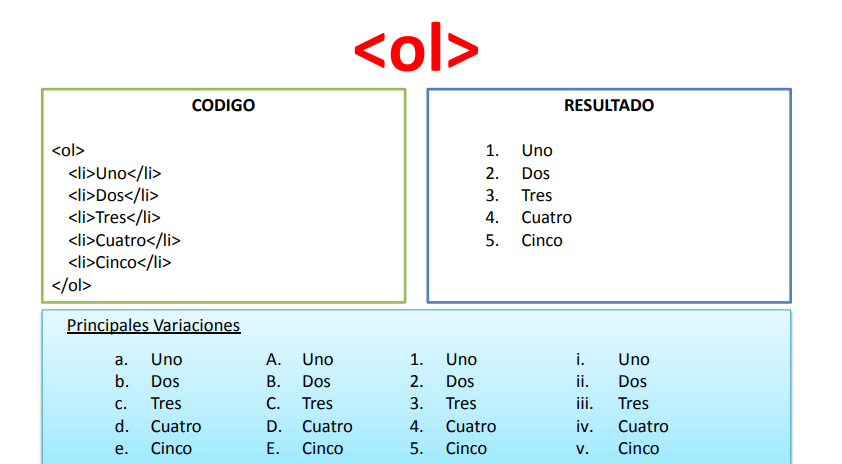 <ol>
CODIGO
<ol>
<li>Uno</li>
<li>Dos</li>
<li>Tres</li>
<li>Cuatro</li>
<li>Cinco</li>
</ol>
RESULTADO
1. Uno
2. Dos
3. Tres
4. Cuatro
5. Cinco
Principales Variaciones
a. Uno
b. Dos
c. Tres
d. Cuatro
e. Cinco
A. Uno
B. Dos
C. Tres
D. Cuatro
E. Cinco
1. Uno
2. Dos
3. Tres
4. Cuatro
5. Cinco
i. Uno
ii. Dos
iii. Tres
iv. Cuatro
v. Cinco